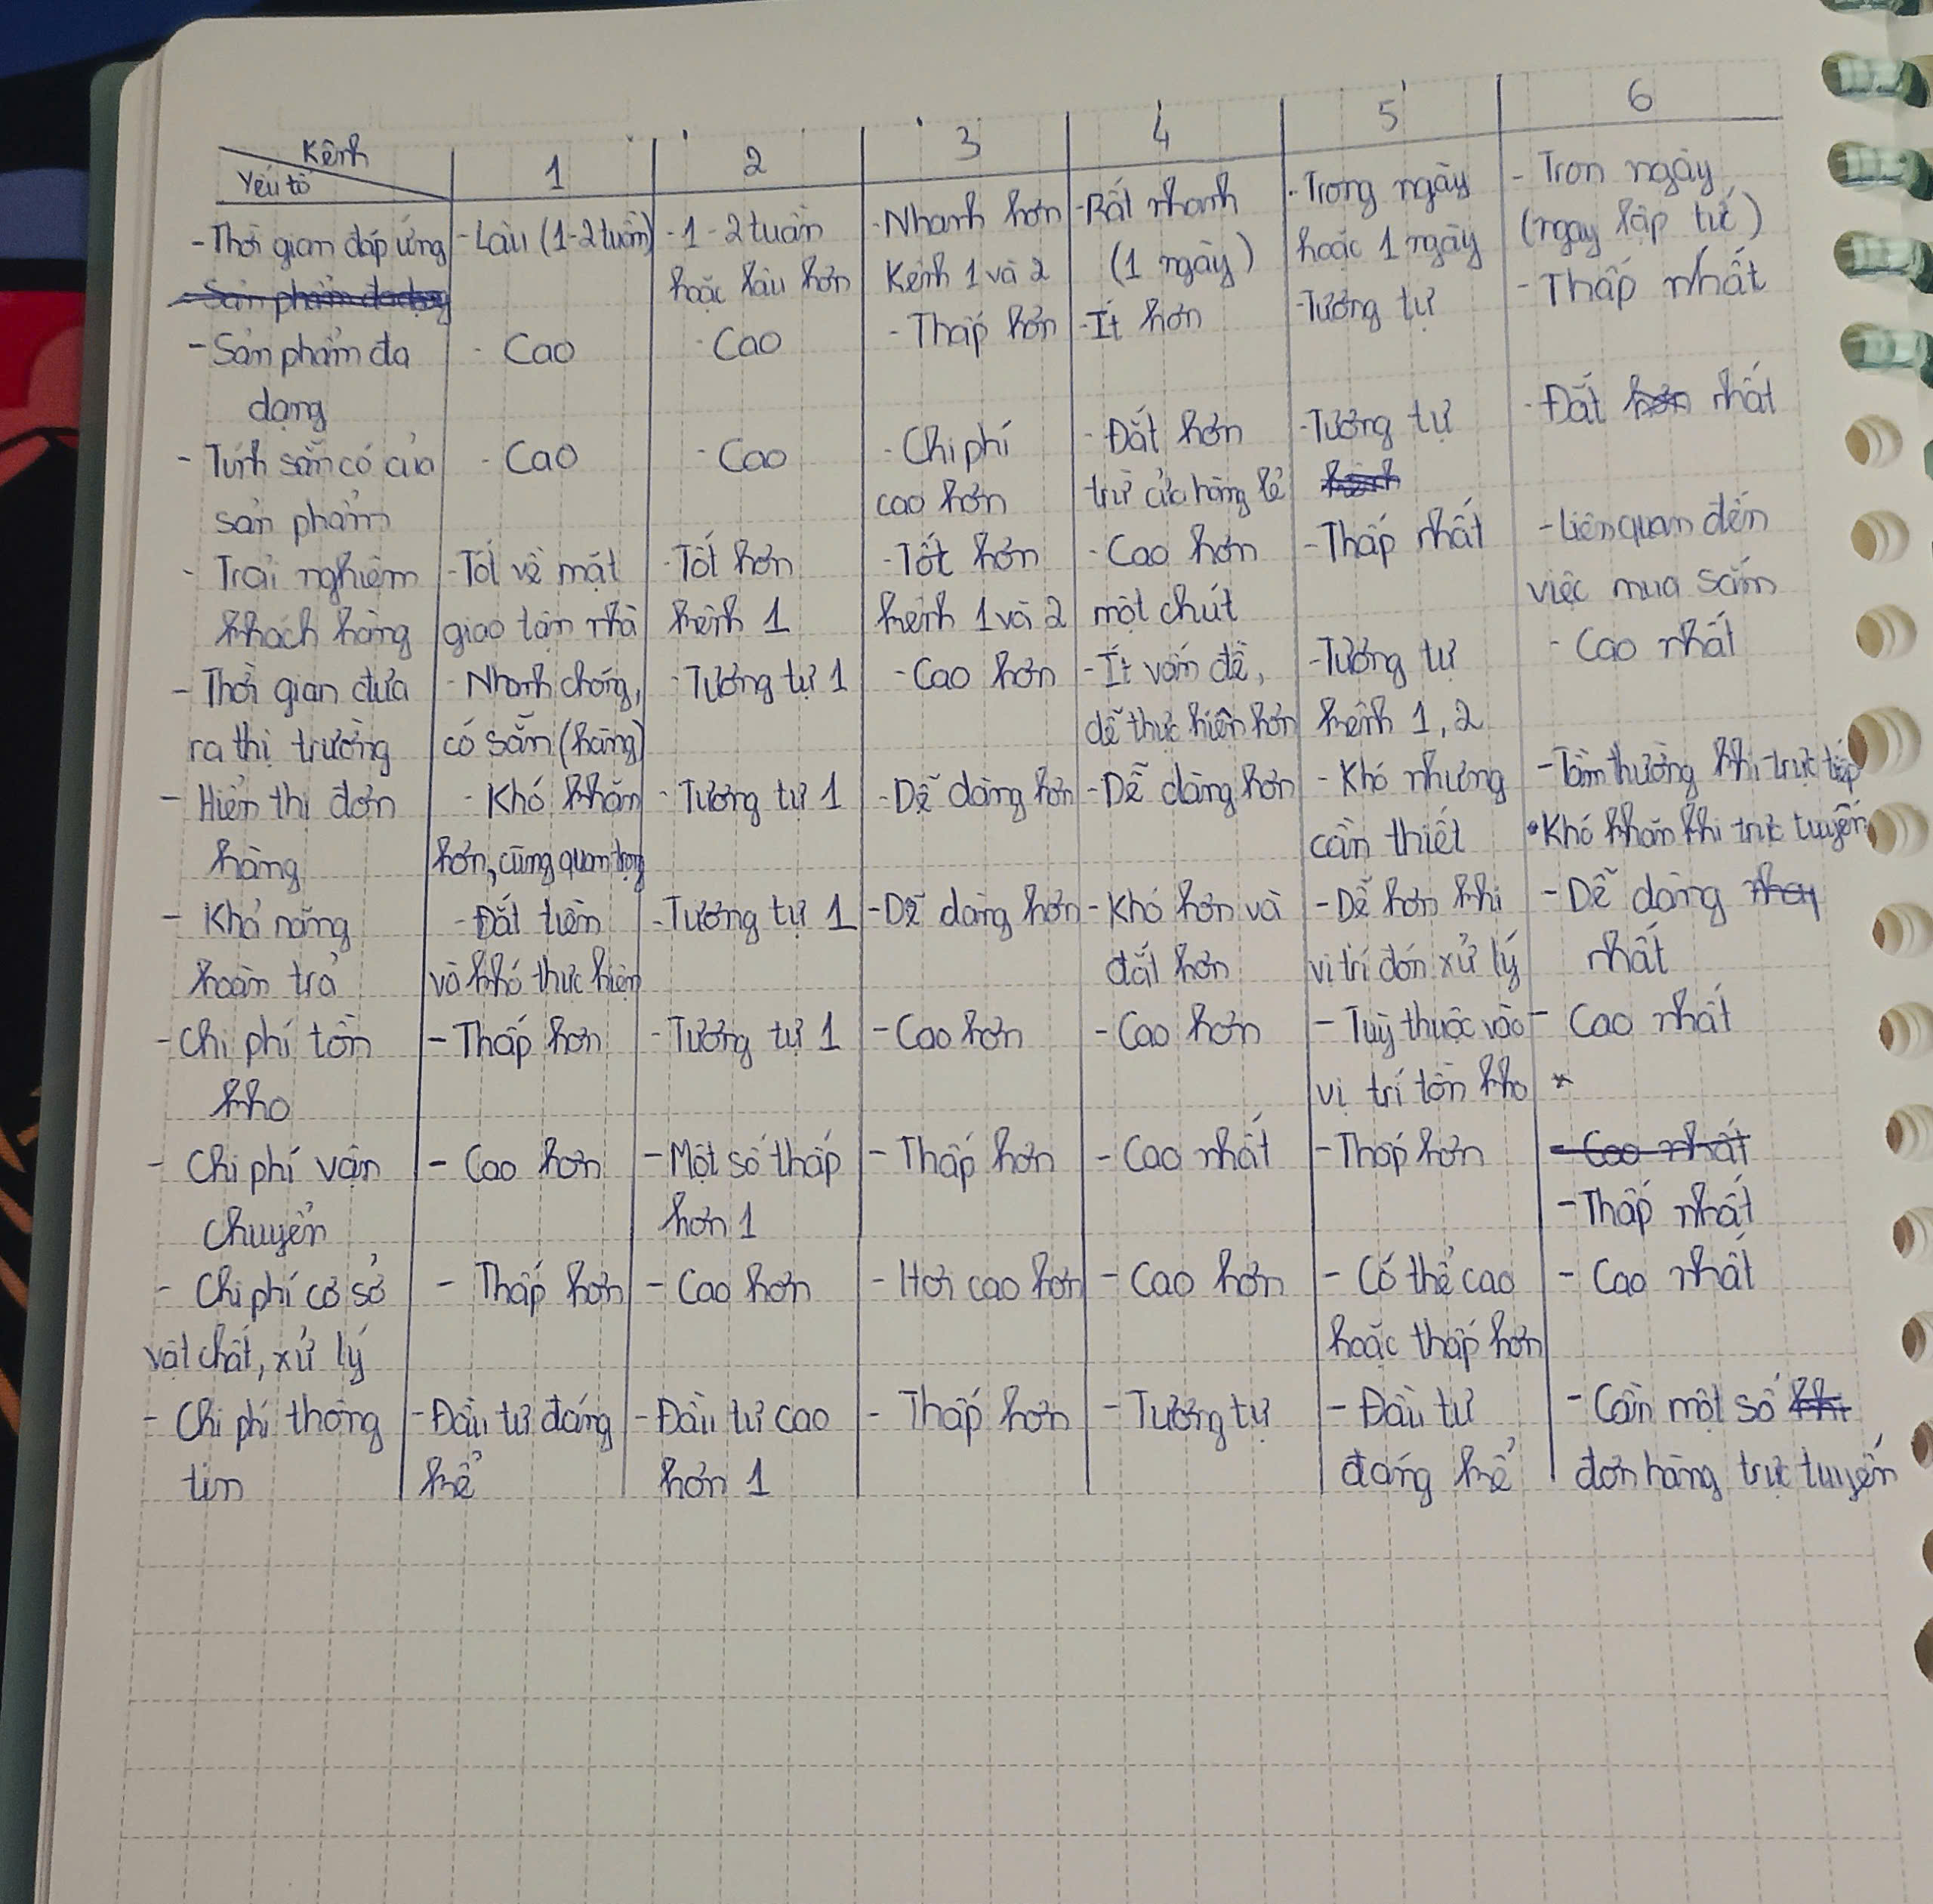 Kênh 1 2 3 4 5 6
Yếu tố
- Thời gian đáp ứng - Lâu (1-2 tuần) - 1 - 2 tuần - Nhanh hơn - Rất nhanh - Trong ngày - Tron ngày
hoặc lâu hơn Kênh 1 và 2 (1 ngày) hoặc 1 ngày (ngay lập tức)
- Sản phẩm đa - Cao - Cao - Thấp hơn - Ít hơn - Tương tự - Thấp nhất
dạng
- Tính sẵn có của - Cao - Cao - Chi phí - Đắt hơn - Tương tự - Đắt nhất
sản phẩm cao hơn trừ cửa hàng lẻ
- Trải nghiệm - Tốt về mặt - Tốt hơn - Tốt hơn - Cao hơn - Thấp nhất - Liên quan đến
khách hàng giao tận nhà kênh 1 kênh 1 và 2 một chút việc mua sắm
- Thời gian đưa - Nhanh chóng, - Tương tự 1 - Cao hơn - Ít vấn đề, - Tương tự - Cao nhất
ra thị trường có sẵn (hàng) dễ thực hiện hơn kênh 1, 2
- Hiển thị đơn - Khó khăn - Tương tự 1 - Dễ dàng hơn - Dễ dàng hơn - Khó nhưng - Tầm thường khi trực tiếp
hàng hơn, cũng quan trọng cần thiết • Khó khăn khi trực tuyến
- Khả năng - Đắt tiền - Tương tự 1 - Dễ dàng hơn - Khó hơn và - Dễ hơn khi - Dễ dàng
hoàn trả và khó thực hiện đắt hơn vị trí đón xử lý nhất
- Chi phí tồn - Thấp hơn - Tương tự 1 - Cao hơn - Cao hơn - Tuỳ thuộc vào - Cao nhất
kho vị trí tồn kho *
- Chi phí vận - Cao hơn - Một số thấp - Thấp hơn - Cao nhất - Thấp hơn - Cao nhất
chuyển hơn 1 - Thấp nhất
- Chi phí cơ sở - Thấp hơn - Cao hơn - Hơi cao hơn - Cao hơn - Có thể cao - Cao nhất
vật chất, xử lý hoặc thấp hơn
- Chi phí thông - Đầu tư đáng - Đầu tư cao - Thấp hơn - Tương tự - Đầu tư - Cần một số
tin kể hơn 1 đáng kể đơn hàng trực tuyến